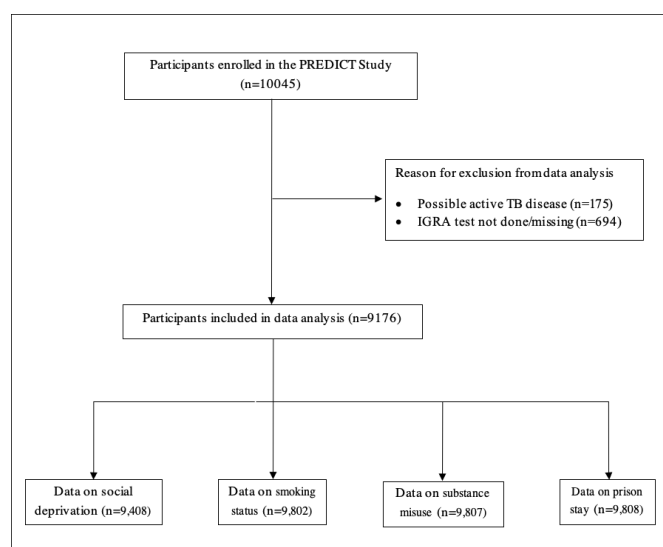 Participants enrolled in the PREDICT Study
(n=10045)
Reason for exclusion from data analysis
• Possible active TB disease (n=175)
• IGRA test not done/missing (n=694)
Participants included in data analysis (n=9176)
Data on social
deprivation (n=9,408)
Data on smoking
status (n=9,802)
Data on substance
misuse (n=9,807)
Data on prison
stay (n=9,808)